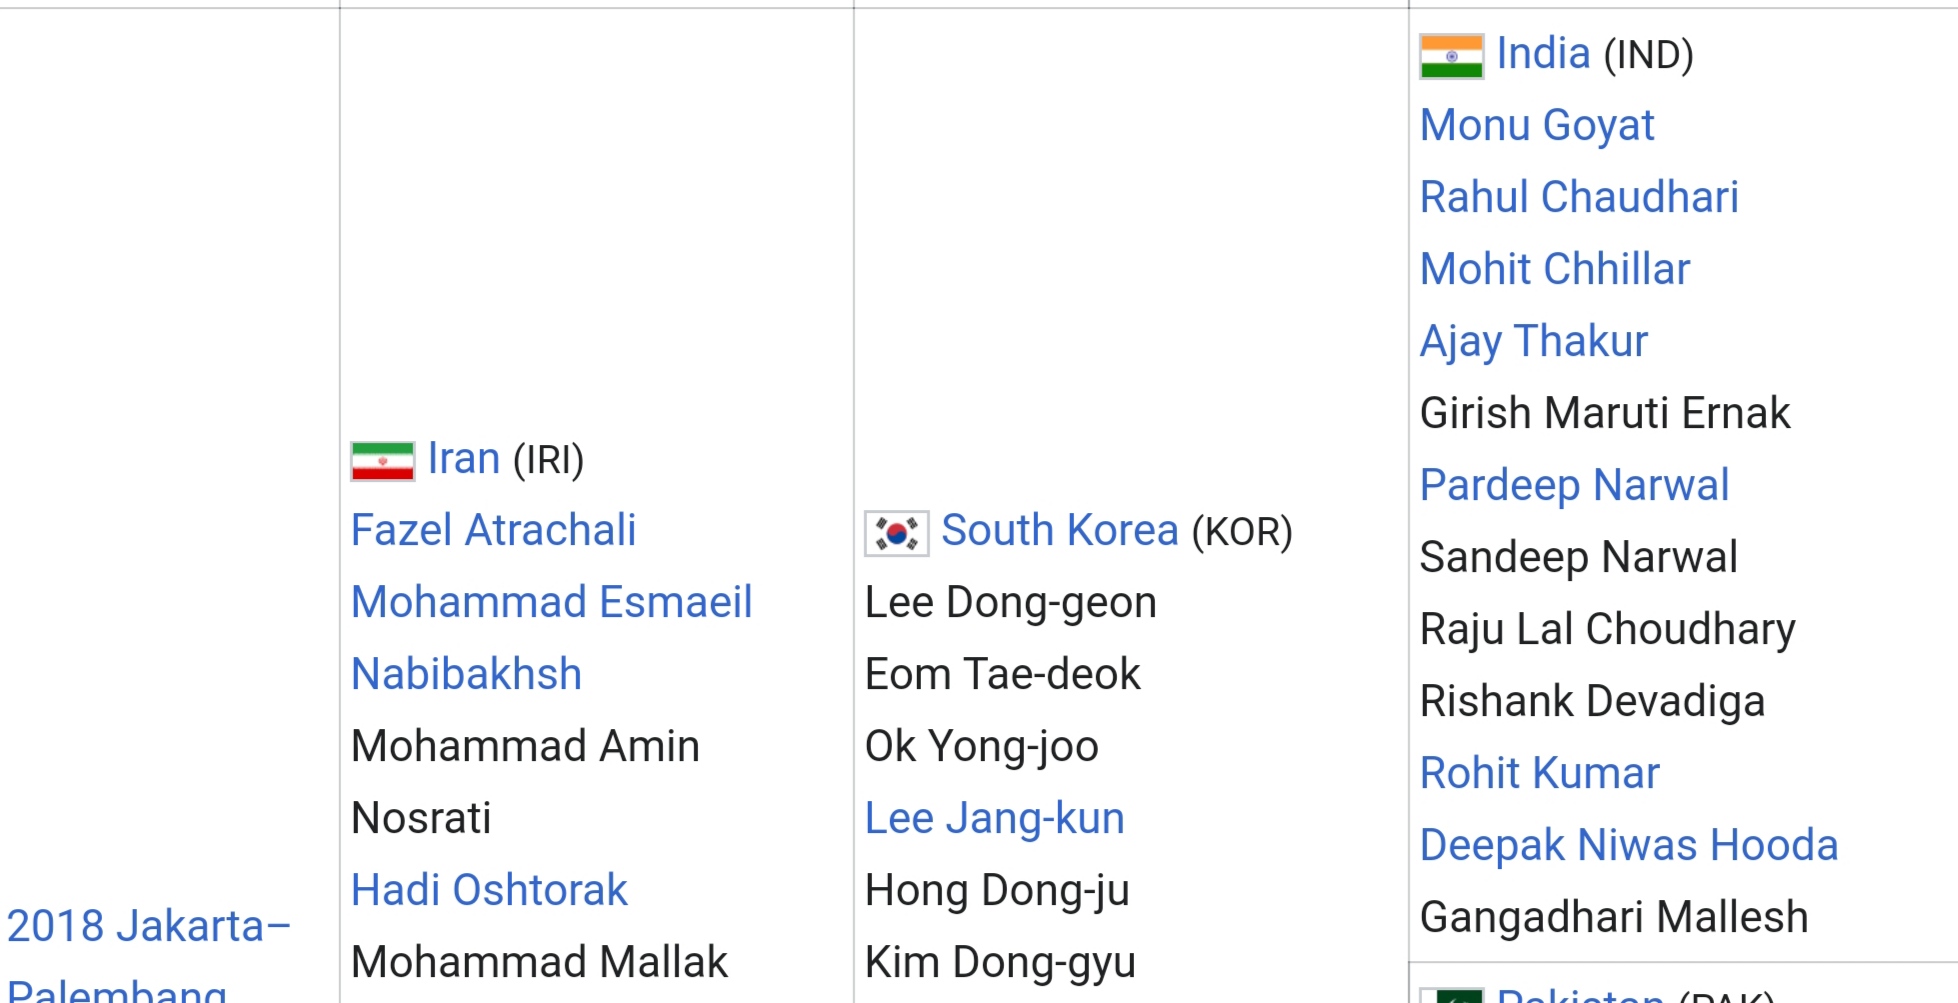 2018 Jakarta–
Palembang
Iran (IRI)
Fazel Atrachali
Mohammad Esmaeil
Nabibakhsh
Mohammad Amin
Nosrati
Hadi Oshtorak
Mohammad Mallak
South Korea (KOR)
Lee Dong-geon
Eom Tae-deok
Ok Yong-joo
Lee Jang-kun
Hong Dong-ju
Kim Dong-gyu
India (IND)
Monu Goyat
Rahul Chaudhari
Mohit Chhillar
Ajay Thakur
Girish Maruti Ernak
Pardeep Narwal
Sandeep Narwal
Raju Lal Choudhary
Rishank Devadiga
Rohit Kumar
Deepak Niwas Hooda
Gangadhari Mallesh
Pakistan (PAK)